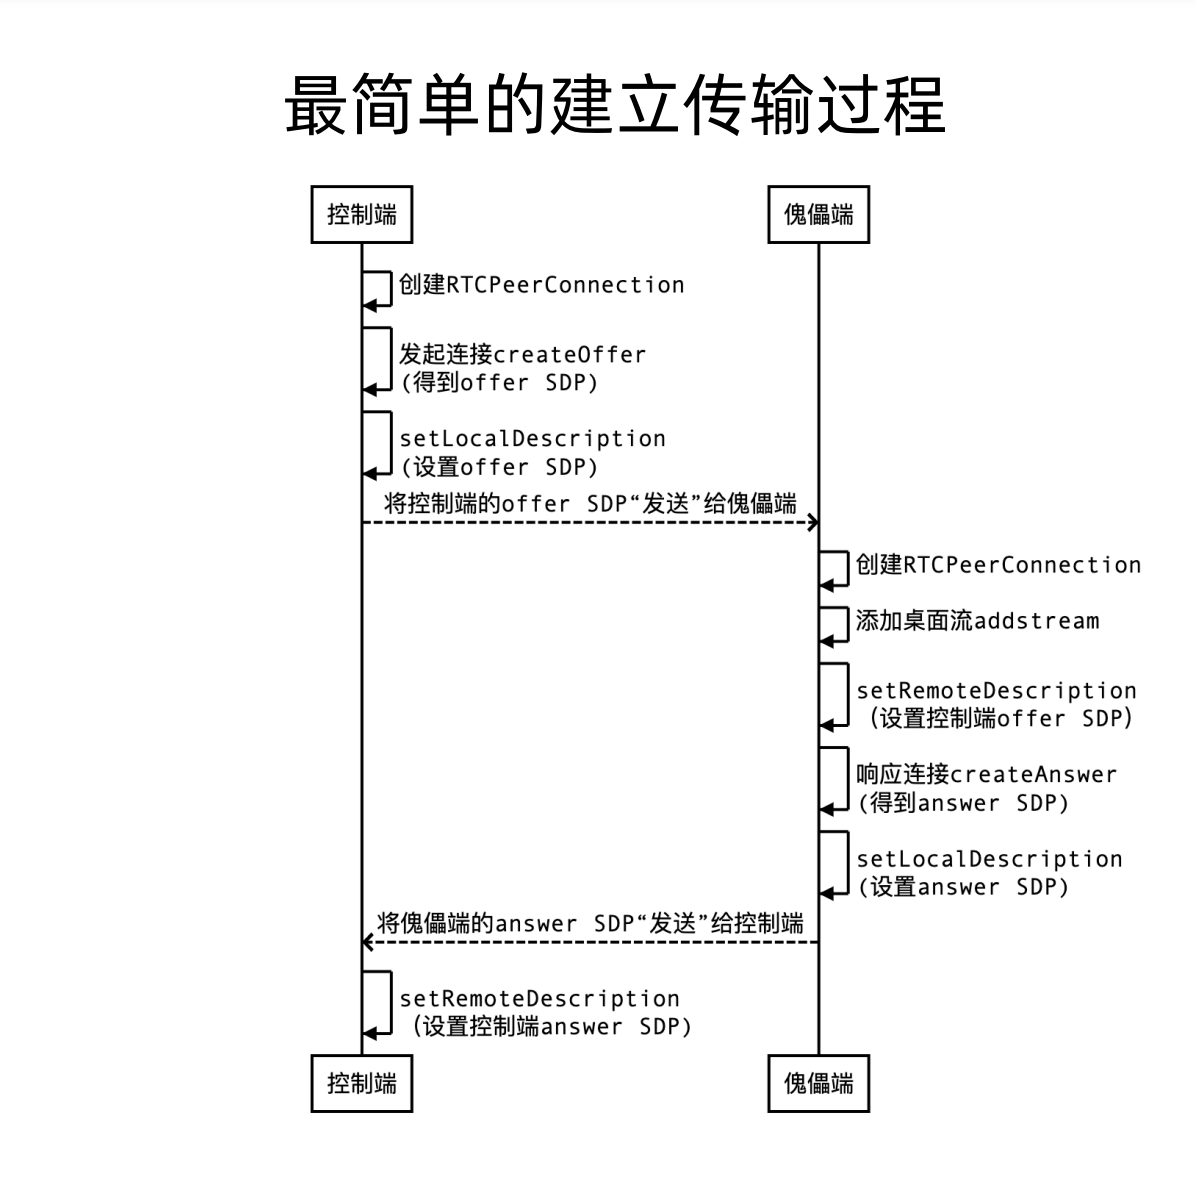 最简单的建立传输过程
控制端
傀儡端
创建RTCPeerConnection
发起连接createOffer
(得到offer SDP)
setLocalDescription
(设置offer SDP)
将控制端的offer SDP“发送”给傀儡端
创建RTCPeerConnection
添加桌面流addstream
setRemoteDescription
（设置控制端offer SDP）
响应连接createAnswer
(得到answer SDP)
setLocalDescription
(设置answer SDP)
将傀儡端的answer SDP“发送”给控制端
setRemoteDescription
（设置控制端answer SDP)
控制端
傀儡端